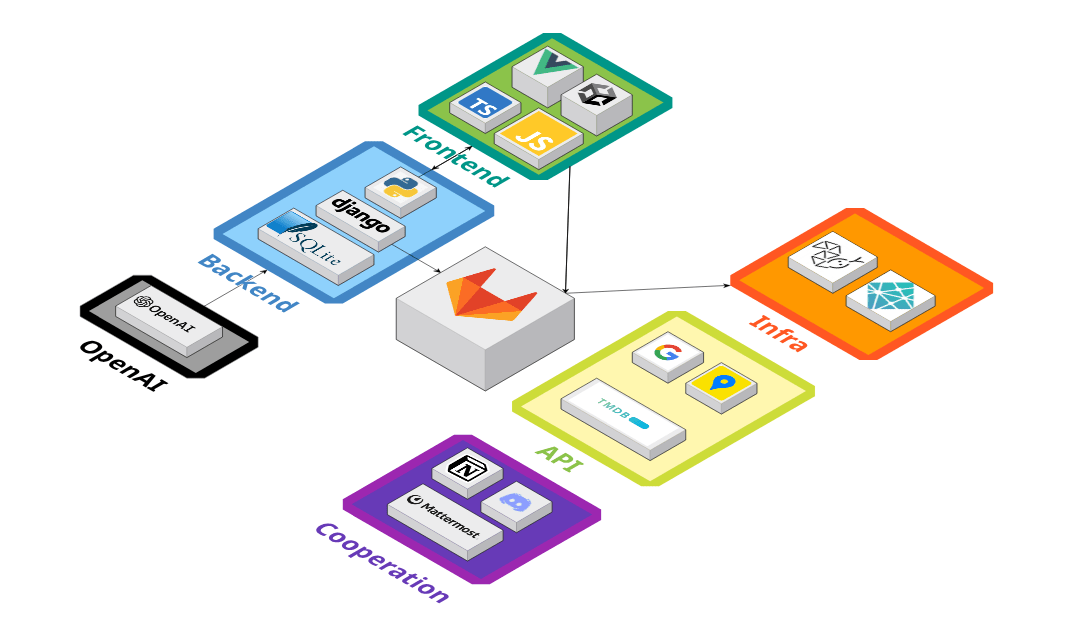 TS
JS
Frontend
django
SQLite
Backend
OpenAI
OpenAI
Infra
G
TMDB
API
N
Mattermost
Cooperation